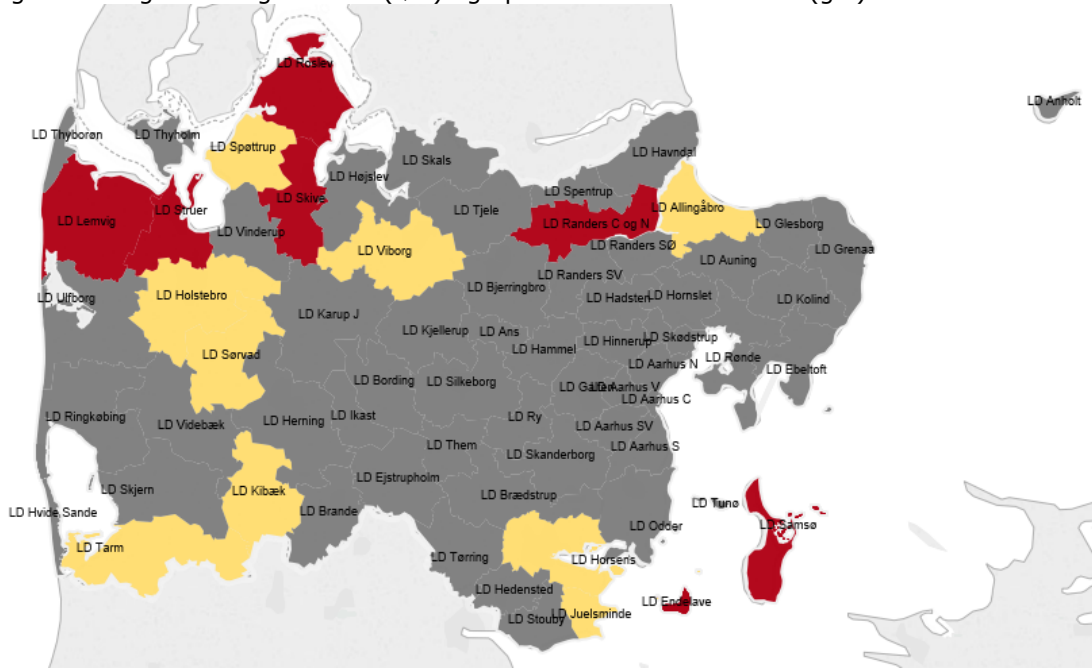 LD Roslev
LD Anholt
LD Thyborøn
LD Thyholm
LD Spøttrup
LD Højslev
LD Skals
LD Havndal
LD Spentrup
LD Skive
LD Tjele
LD Allingåbro
LD Lemvig
LD Struer
LD Vinderup
LD Viborg
LD Randers C og N
LD Glesborg
LD Randers SØ
LD Grenaa
LD Auning
LD Randers SV
LD Bjerringbro
LD Ulfborg
LD Holstebro
LD Hadsten
LD Hornslet
LD Kolind
LD Karup J
LD Kjellerup
LD Ans
LD Hammel
LD Hinnerup
LD Skødstrup
LD Sørvad
LD Rønde
LD Aarhus N
LD Ebeltoft
LD Bording
LD Silkeborg
LD Galten
LD Aarhus V
LD Aarhus C
LD Ringkøbing
LD Videbæk
LD Herning
LD Ikast
LD Ry
LD Aarhus SV
LD Them
LD Skanderborg
LD Aarhus S
LD Skjern
LD Kibæk
LD Ejstrupholm
LD Brædstrup
LD Hvide Sande
LD Brande
LD Tunø
LD Samsø
LD Odder
LD Tarm
LD Tørring
LD Horsens
LD Hedensted
LD Endelave
LD Stouby
LD Juelsminde